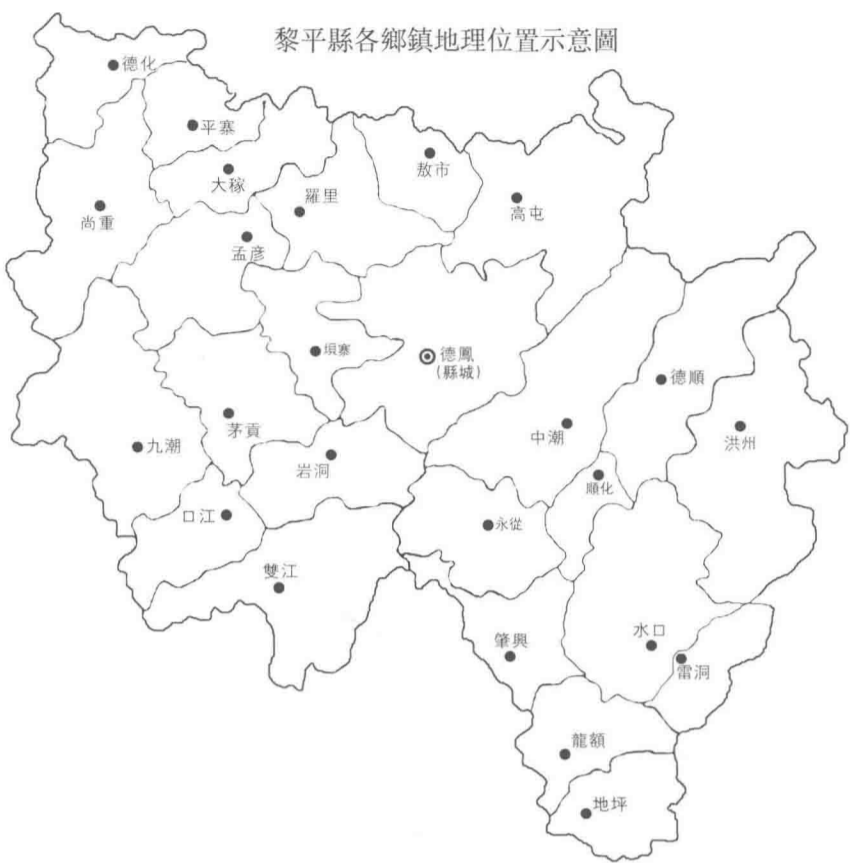 黎平縣各鄉鎮地理位置示意圖
德化
平寨
大稼
敖市
羅里
高屯
尚重
孟彥
垻寨
德鳳
(縣城)
德順
茅貢
中潮
洪州
九潮
岩洞
順化
口江
永從
雙江
肇興
水口
雷洞
龍額
地坪